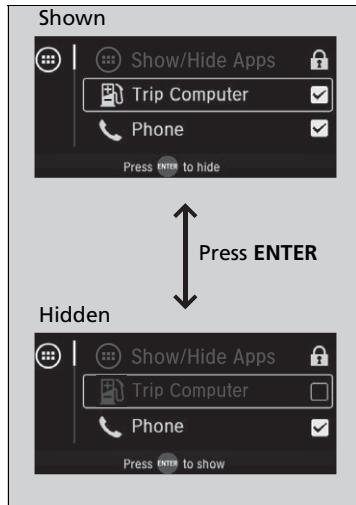 Shown
Show/Hide Apps
Trip Computer
Phone
Press ENTER to hide
Press ENTER
Hidden
Show/Hide Apps
Trip Computer
Phone
Press ENTER to show